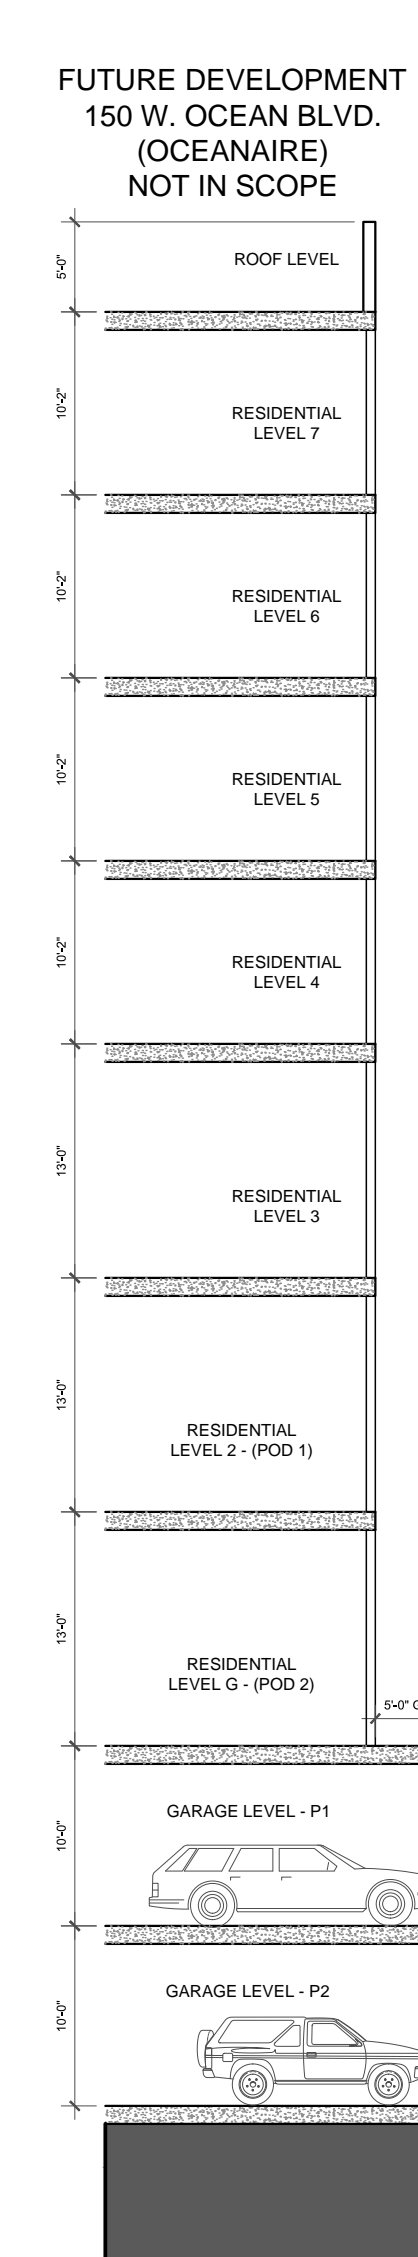 FUTURE DEVELOPMENT
150 W. OCEAN BLVD.
(OCEANAIRE)
NOT IN SCOPE
5'-0"
ROOF LEVEL
10'-2"
RESIDENTIAL
LEVEL 7
10'-2"
RESIDENTIAL
LEVEL 6
10'-2"
RESIDENTIAL
LEVEL 5
10'-2"
RESIDENTIAL
LEVEL 4
13'-0"
RESIDENTIAL
LEVEL 3
13'-0"
RESIDENTIAL
LEVEL 2 - (POD 1)
13'-0"
RESIDENTIAL
LEVEL G - (POD 2)
5'-0"
10'-0"
GARAGE LEVEL - P1
10'-0"
GARAGE LEVEL - P2